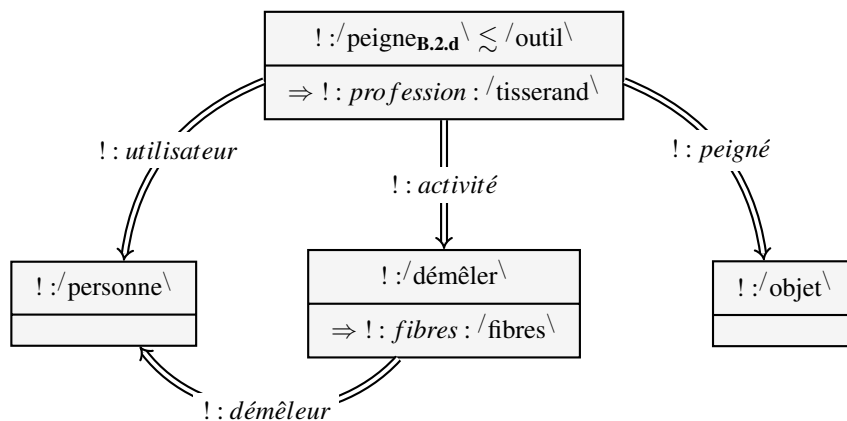 ! :/peigneB.2.d\ ≲ /outil\
⇒ ! : profession : /tisserand\
! : utilisateur
! : activité
! : peigné
! :/personne\
! :/démêler\
! :/objet\
⇒ ! : fibres : /fibres\
! : démêleur